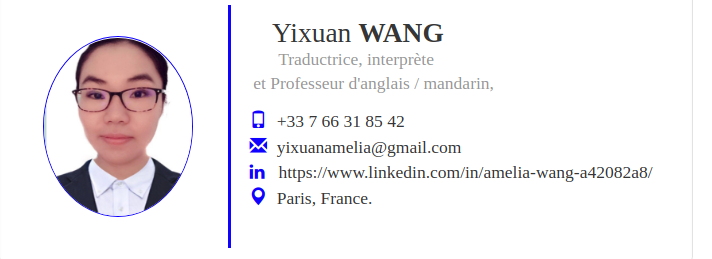 Yixuan WANG
Traductrice, interprète
et Professeur d'anglais / mandarin,
+33 7 66 31 85 42
yixuanamelia@gmail.com
https://www.linkedin.com/in/amelia-wang-a42082a8/
Paris, France.